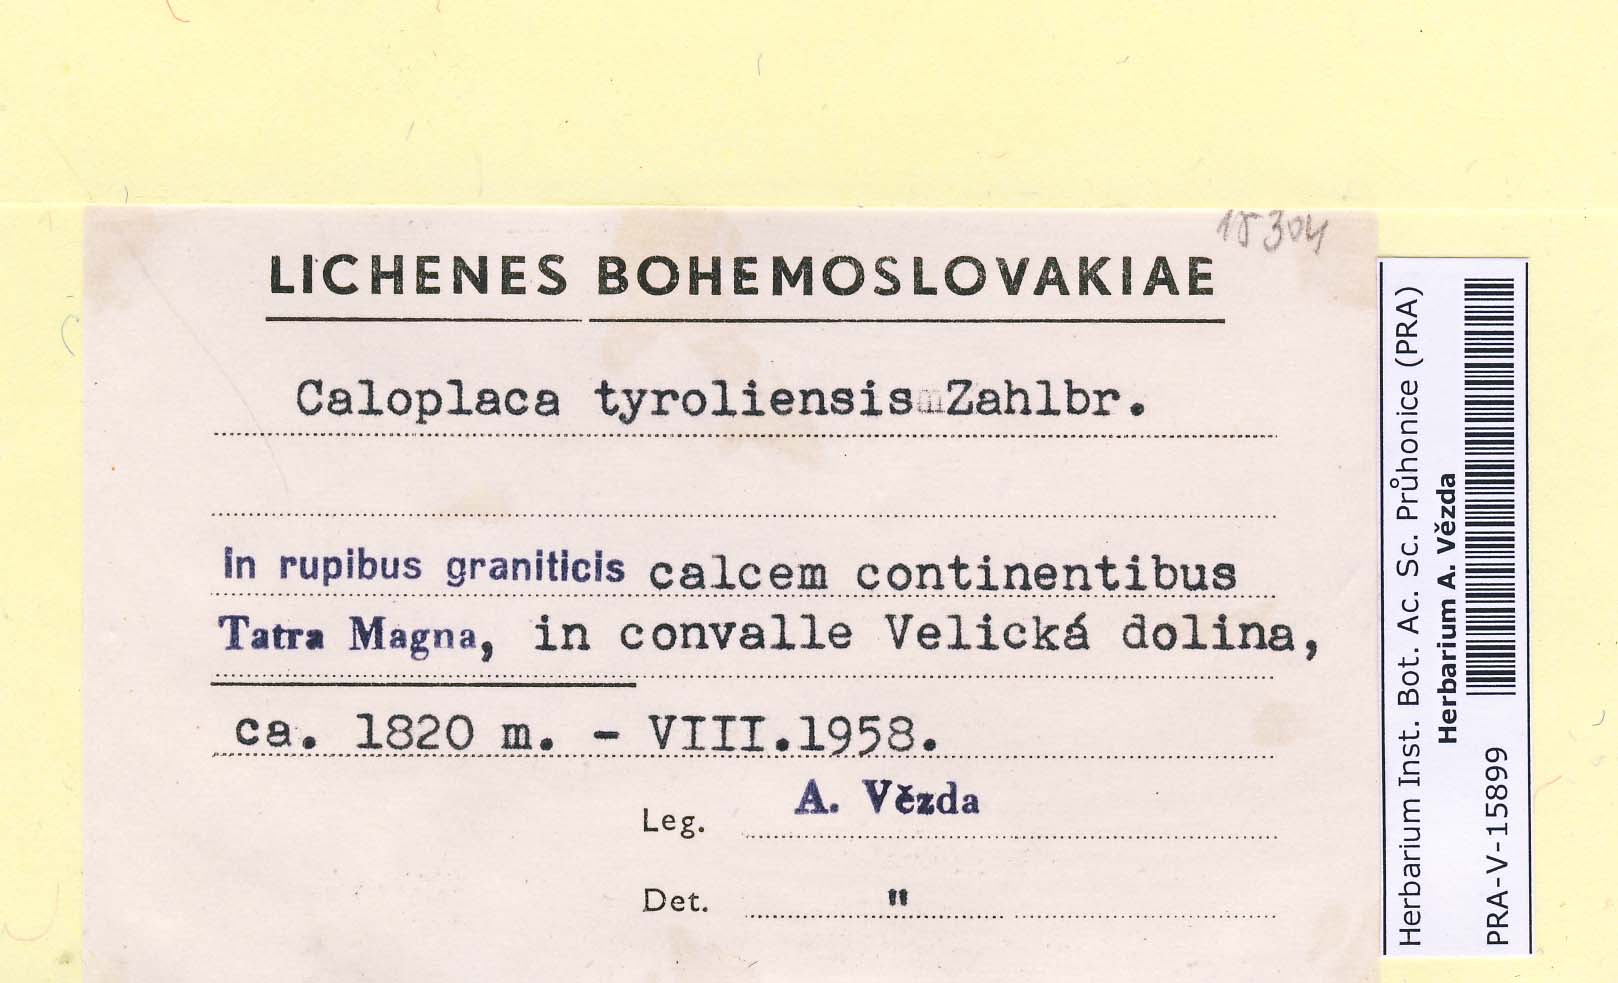 18304
LICHENES BOHEMOSLOVAKIAE
Caloplaca tyroliensis Zahlbr.
In rupibus graniticis calcem continentibus
Tatra Magna, in convalle Velická dolina,
ca. 1820 m. - VIII.1958.
Leg. A. Vězda
Det. "
Herbarium Inst. Bot. Ac. Sc. Průhonice (PRA)
Herbarium A. Vězda
PRA-V-15899